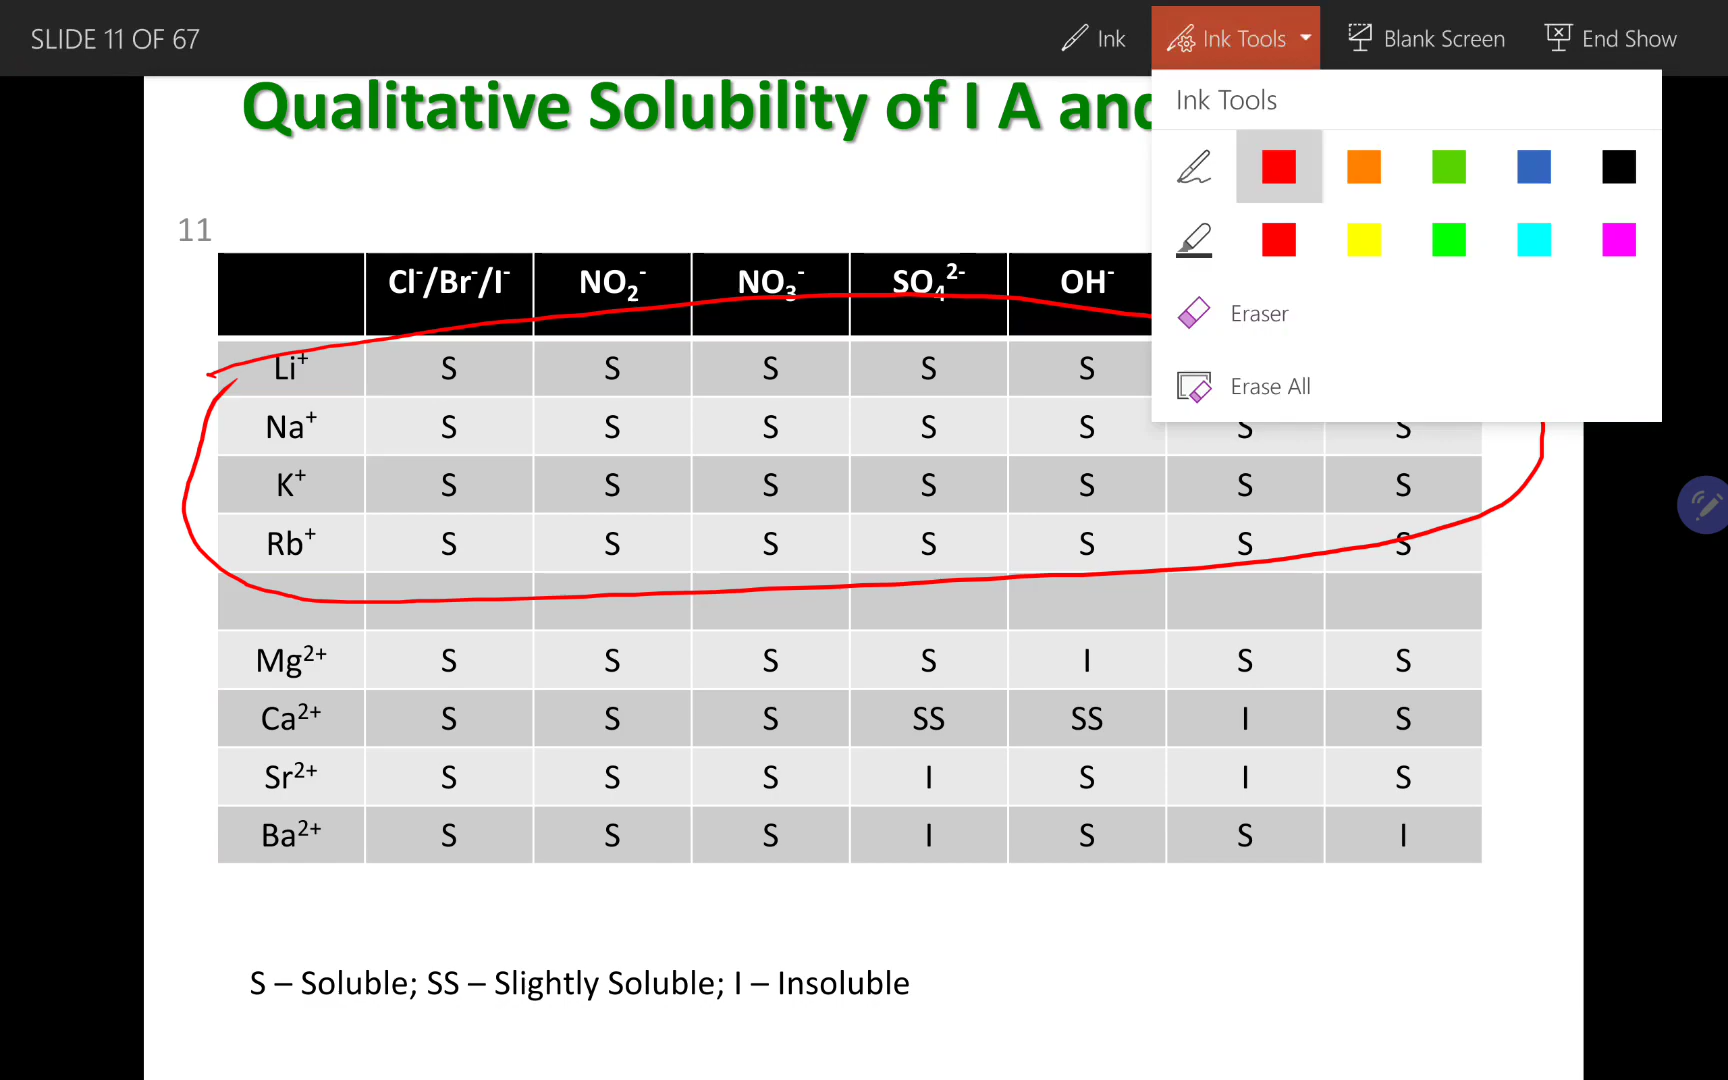 SLIDE 11 OF 67 Ink Ink Tools Blank Screen End Show
Qualitative Solubility of I A and
Ink Tools
Eraser
Erase All
11
Cl⁻/Br⁻/I⁻ NO₂⁻ NO₃⁻ SO₄²⁻ OH⁻
Li⁺ S S S S S
Na⁺ S S S S S S S
K⁺ S S S S S S S
Rb⁺ S S S S S S S
Mg²⁺ S S S S I S S
Ca²⁺ S S S SS SS I S
Sr²⁺ S S S I S I S
Ba²⁺ S S S I S S I
S – Soluble; SS – Slightly Soluble; I – Insoluble